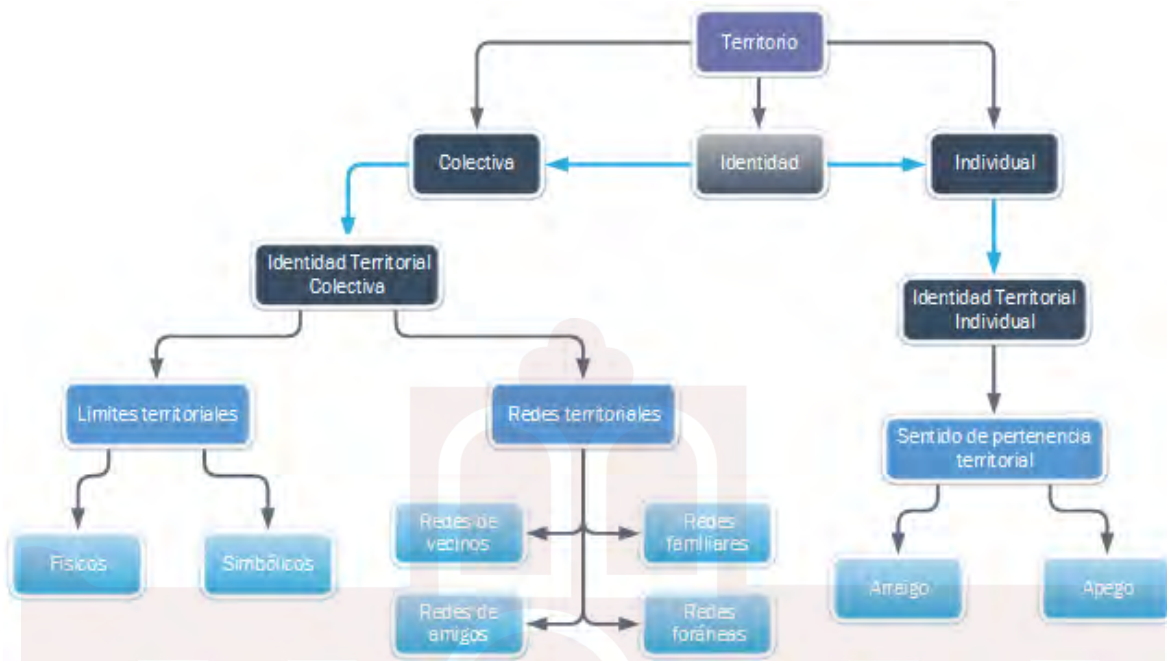 Territorio
Colectiva
Identidad
Individual
Identidad Territorial
Colectiva
Identidad Territorial
Individual
Límites territoriales
Redes territoriales
Sentido de pertenencia
territorial
Físicos
Simbólicos
Redes de
vecinos
Redes
familiares
Redes de
amigos
Redes
foráneas
Arraigo
Apego